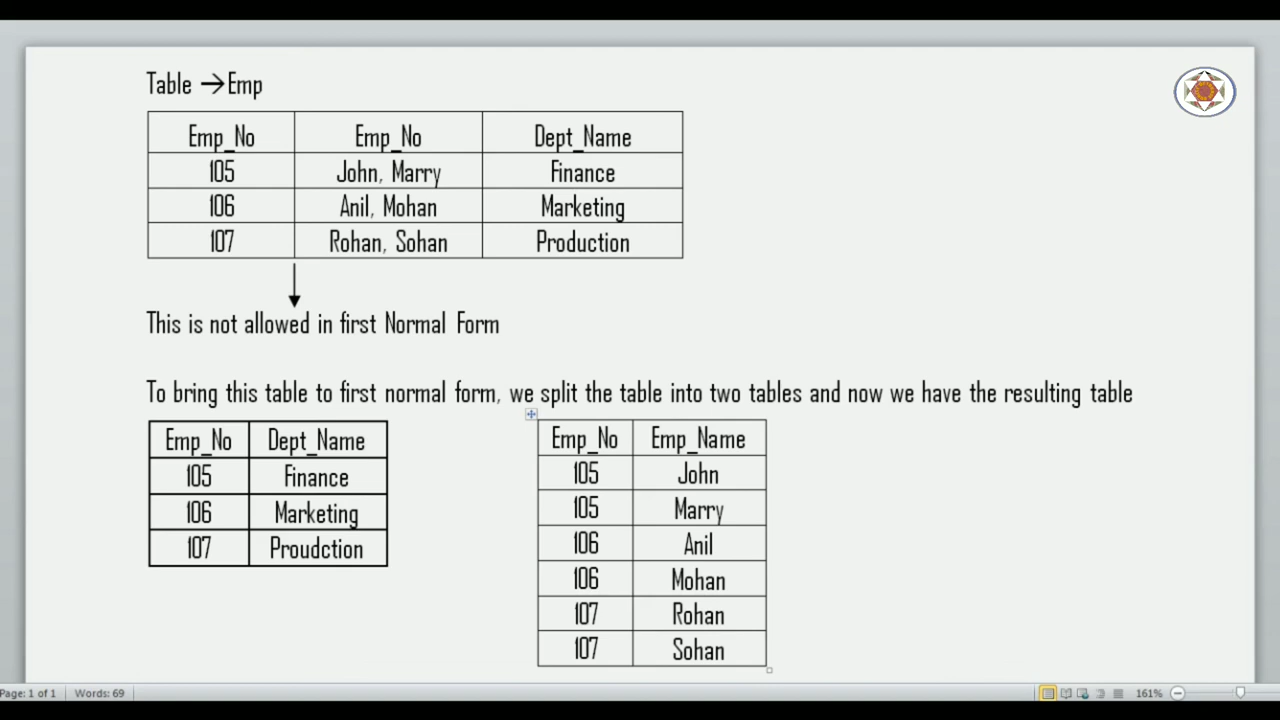 Table →Emp
Emp_No Emp_No Dept_Name
105 John, Marry Finance
106 Anil, Mohan Marketing
107 Rohan, Sohan Production
This is not allowed in first Normal Form
To bring this table to first normal form, we split the table into two tables and now we have the resulting table
Emp_No Dept_Name
105 Finance
106 Marketing
107 Proudction
Emp_No Emp_Name
105 John
105 Marry
106 Anil
106 Mohan
107 Rohan
107 Sohan
Page: 1 of 1 Words: 69 161%